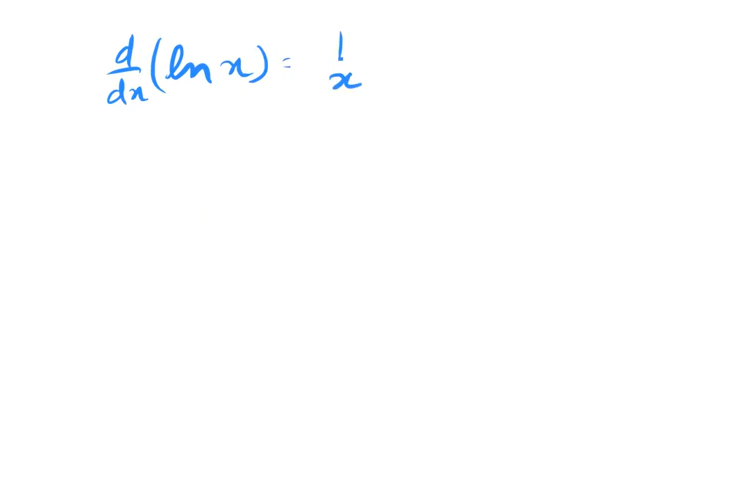 d/dx (ln x) = 1/x